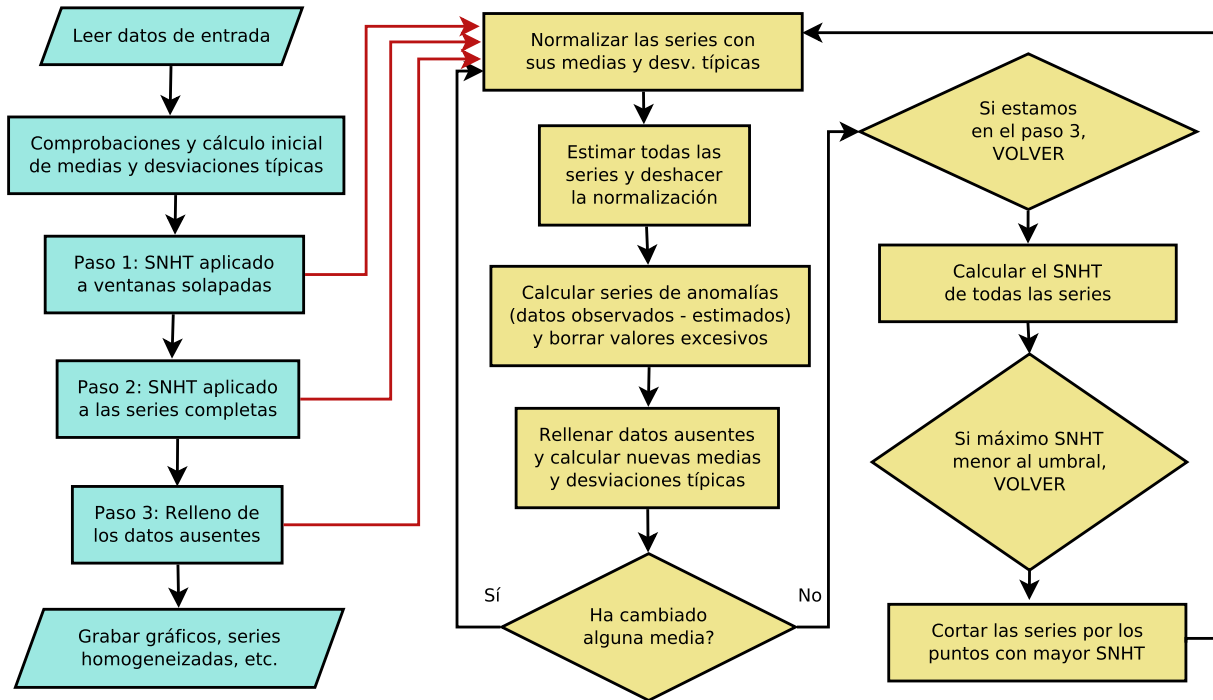 Leer datos de entrada
Comprobaciones y cálculo inicial
de medias y desviaciones típicas
Paso 1: SNHT aplicado
a ventanas solapadas
Paso 2: SNHT aplicado
a las series completas
Paso 3: Relleno de
los datos ausentes
Grabar gráficos, series
homogeneizadas, etc.
Normalizar las series con
sus medias y desv. típicas
Estimar todas las
series y deshacer
la normalización
Calcular series de anomalías
(datos observados - estimados)
y borrar valores excesivos
Rellenar datos ausentes
y calcular nuevas medias
y desviaciones típicas
Sí
No
Ha cambiado
alguna media?
Si estamos
en el paso 3,
VOLVER
Calcular el SNHT
de todas las series
Si máximo SNHT
menor al umbral,
VOLVER
Cortar las series por los
puntos con mayor SNHT